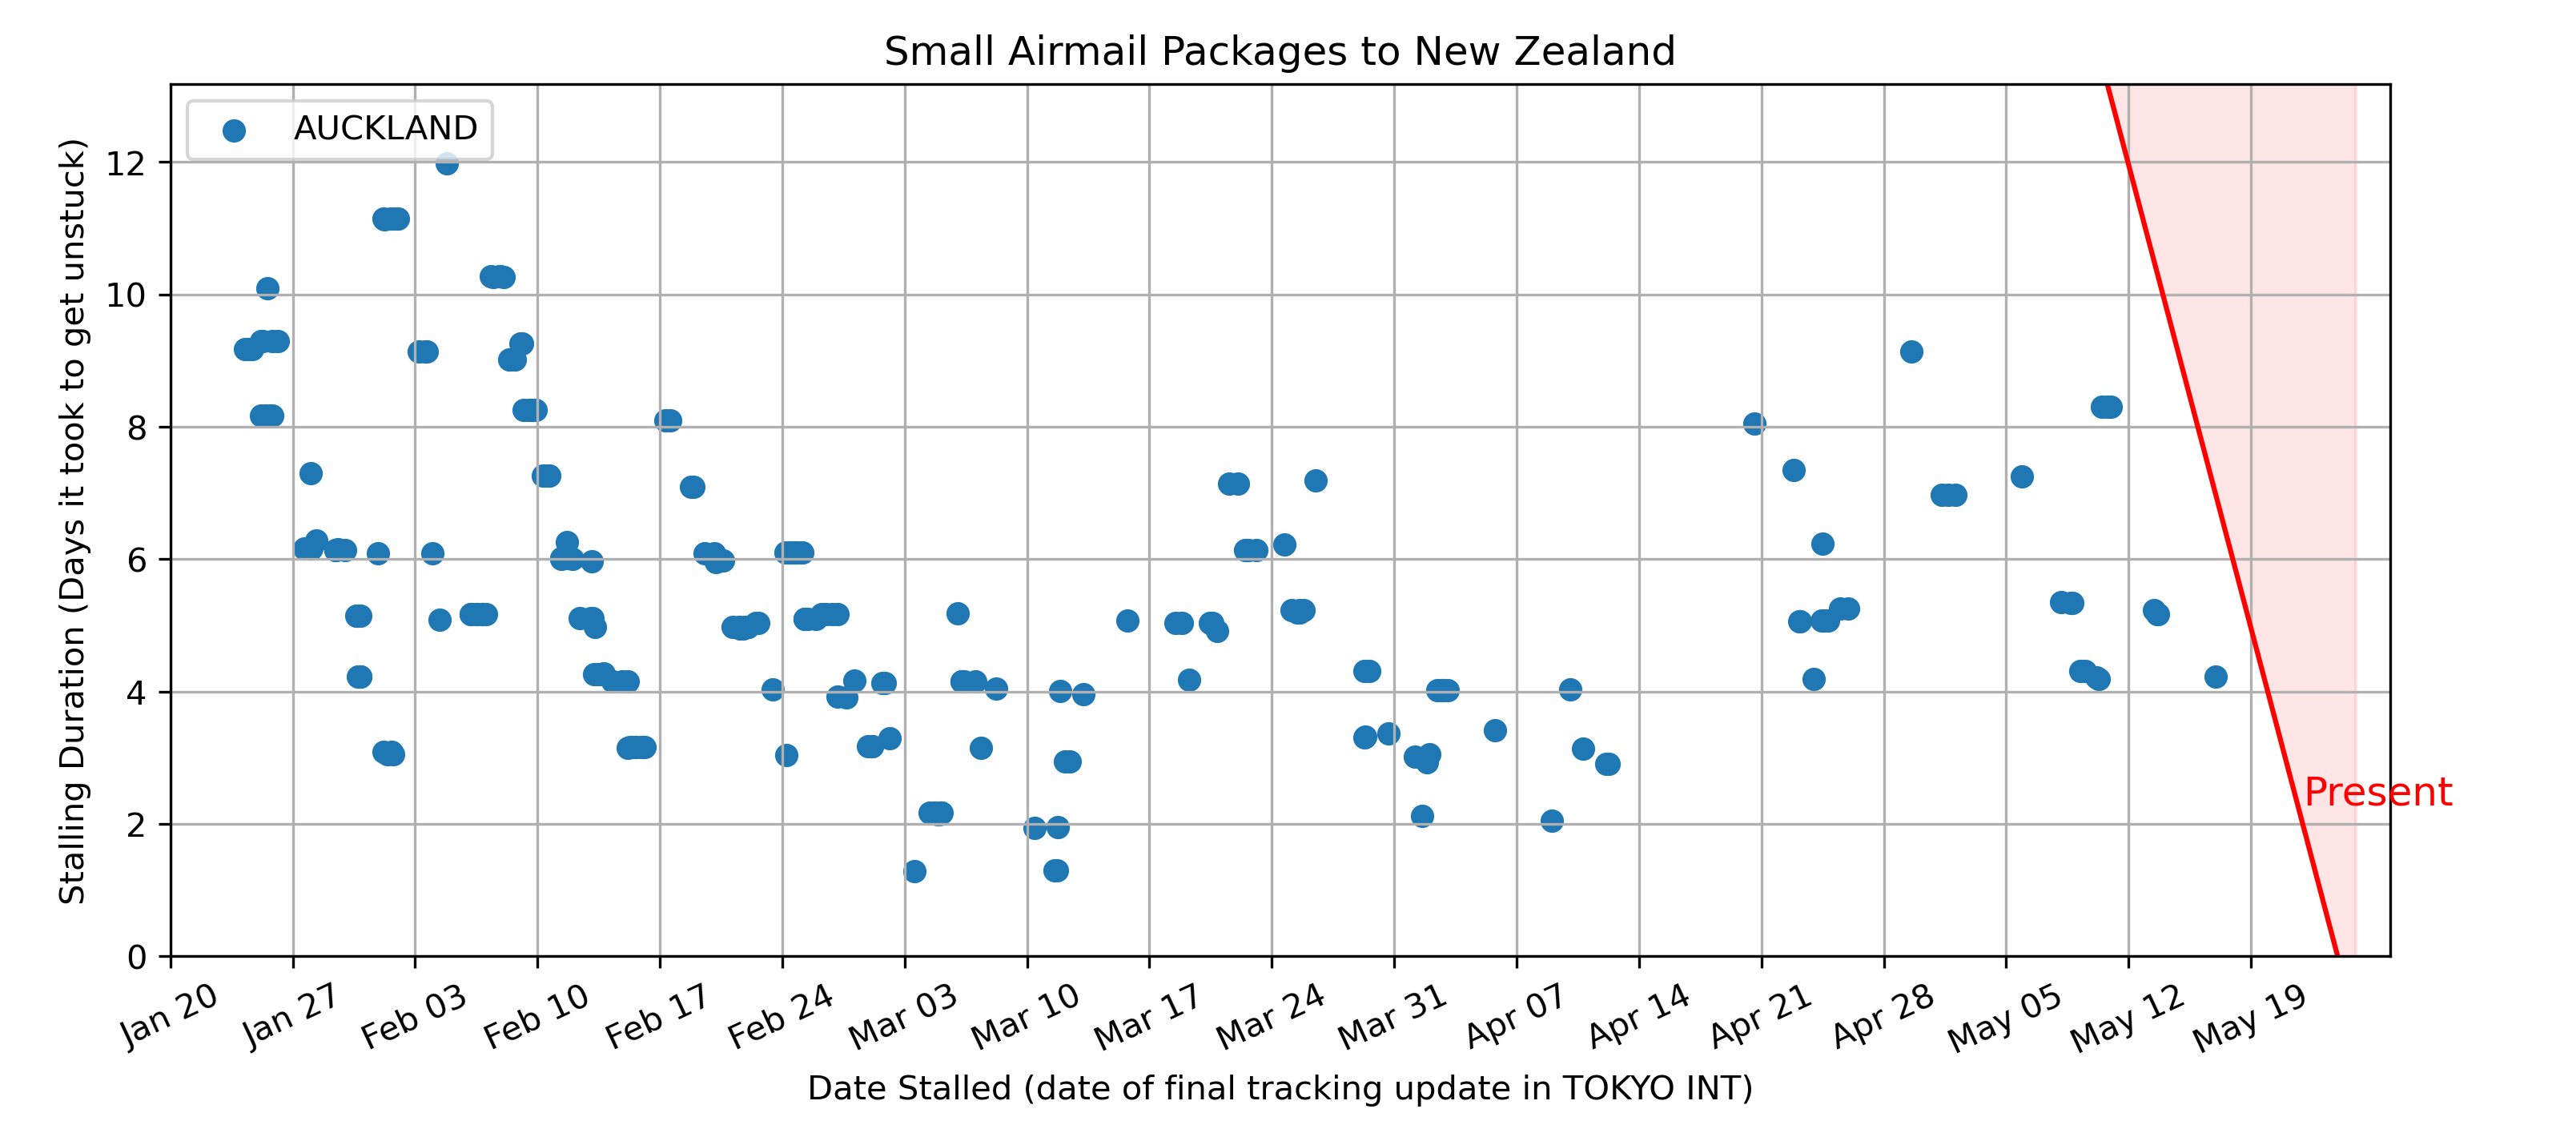 Small Airmail Packages to New Zealand
AUCKLAND
Stalling Duration (Days it took to get unstuck)
12
10
8
6
4
2
0
Present
Jan 20
Jan 27
Feb 03
Feb 10
Feb 17
Feb 24
Mar 03
Mar 10
Mar 17
Mar 24
Mar 31
Apr 07
Apr 14
Apr 21
Apr 28
May 05
May 12
May 19
Date Stalled (date of final tracking update in TOKYO INT)